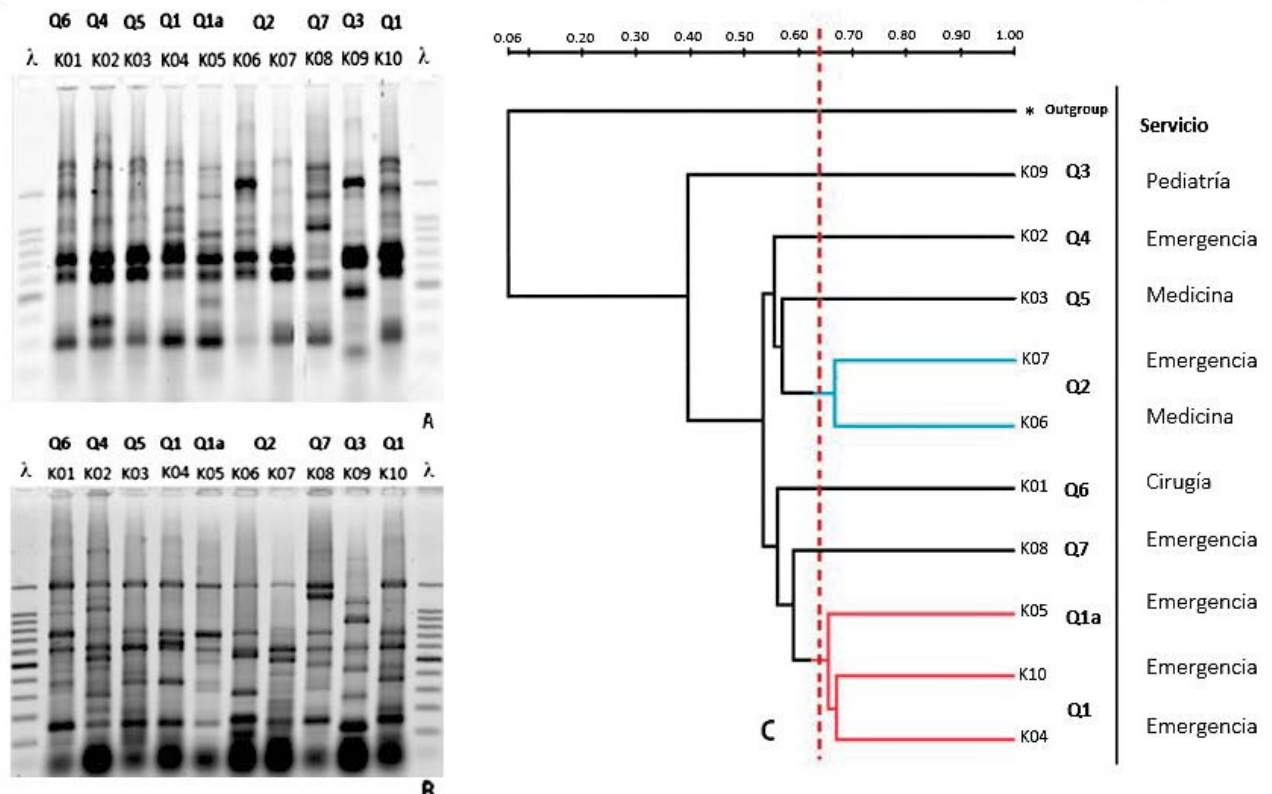 Q6 Q4 Q5 Q1 Q1a Q2 Q7 Q3 Q1
λ K01 K02 K03 K04 K05 K06 K07 K08 K09 K10 λ
A
Q6 Q4 Q5 Q1 Q1a Q2 Q7 Q3 Q1
λ K01 K02 K03 K04 K05 K06 K07 K08 K09 K10 λ
B
0.06 0.20 0.30 0.40 0.50 0.60 0.70 0.80 0.90 1.00
* Outgroup
Servicio
K09 Q3 Pediatría
K02 Q4 Emergencia
K03 Q5 Medicina
K07 Emergencia
Q2
K06 Medicina
K01 Q6 Cirugía
K08 Q7 Emergencia
K05 Q1a Emergencia
K10 Emergencia
Q1
K04 Emergencia
C